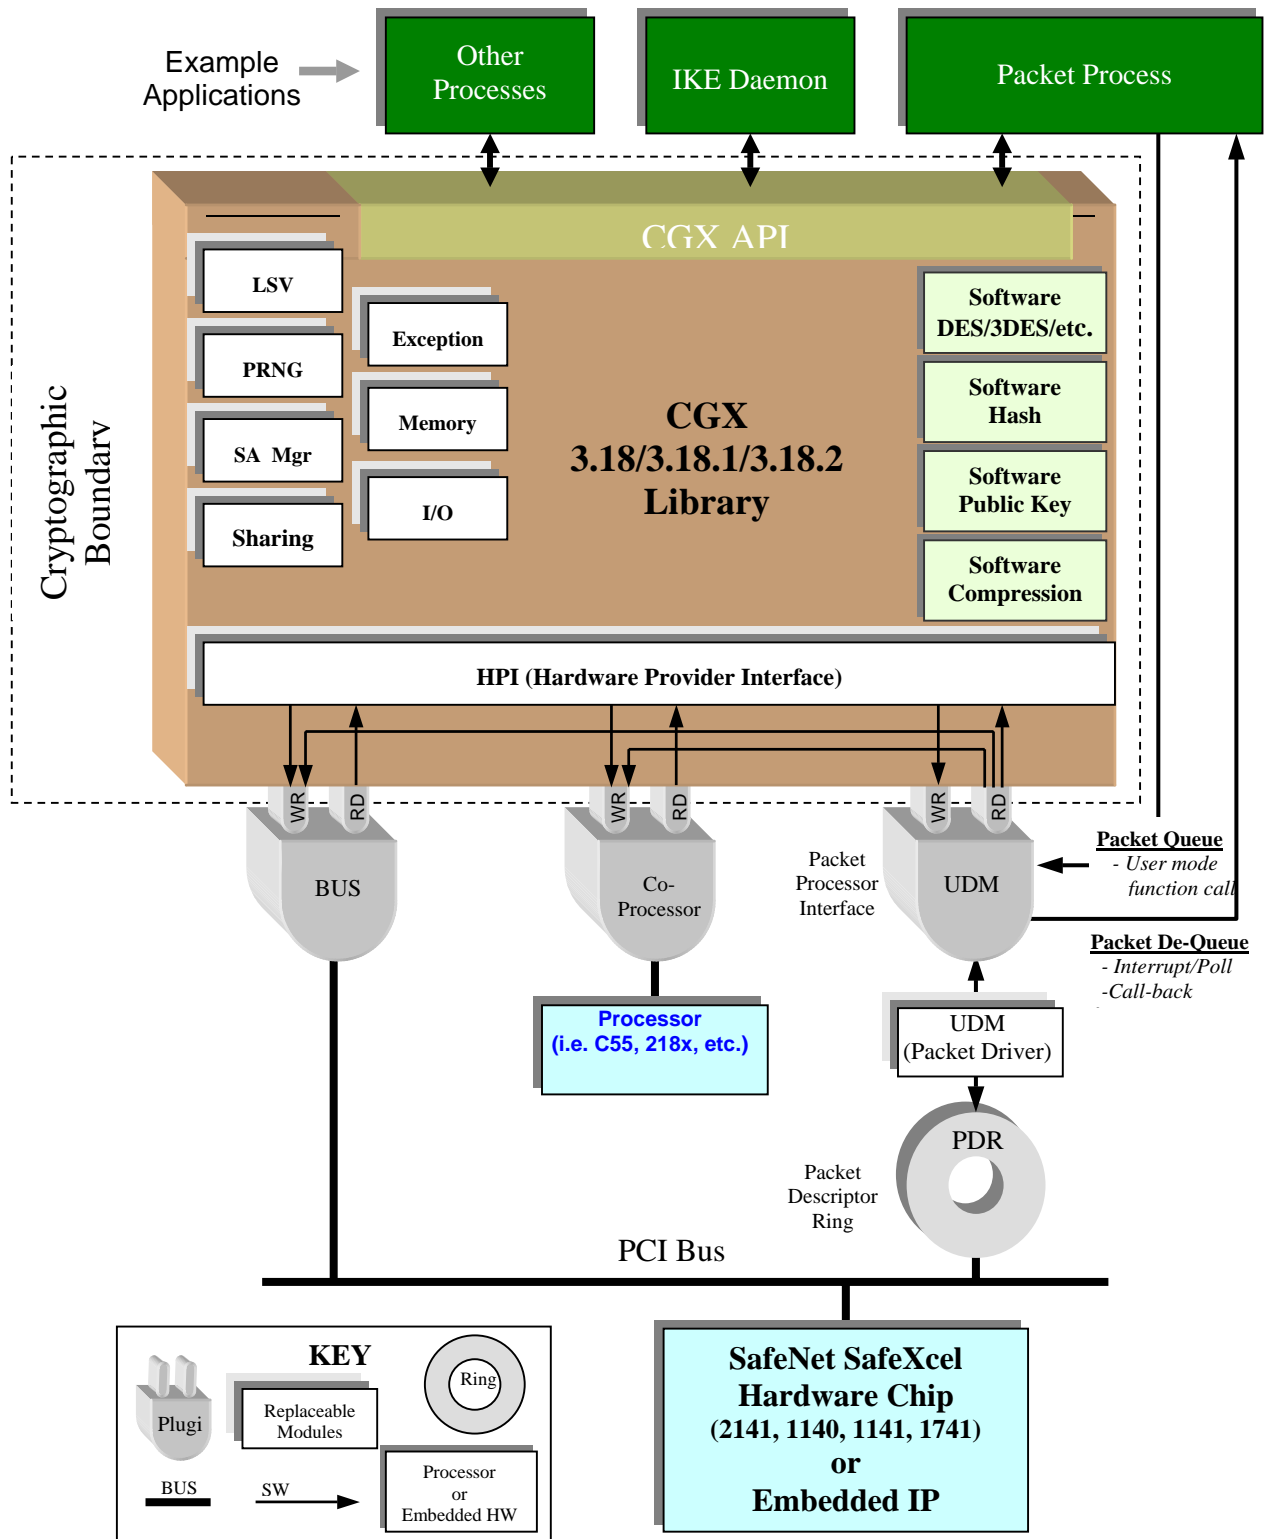 Example
Applications
Other
Processes
IKE Daemon
Packet Process
Cryptographic
Boundary
CGX API
LSV
PRNG
SA Mgr
Sharing
Exception
Memory
I/O
CGX
3.18/3.18.1/3.18.2
Library
Software
DES/3DES/etc.
Software
Hash
Software
Public Key
Software
Compression
HPI (Hardware Provider Interface)
WR
RD
WR
RD
WR
RD
BUS
Co-
Processor
Packet
Processor
Interface
UDM
Packet Queue
- User mode
function call
Packet De-Queue
- Interrupt/Poll
-Call-back
Processor
(i.e. C55, 218x, etc.)
UDM
(Packet Driver)
PDR
Packet
Descriptor
Ring
PCI Bus
KEY
Plugi
Replaceable
Modules
Ring
BUS
SW
Processor
or
Embedded HW
SafeNet SafeXcel
Hardware Chip
(2141, 1140, 1141, 1741)
or
Embedded IP